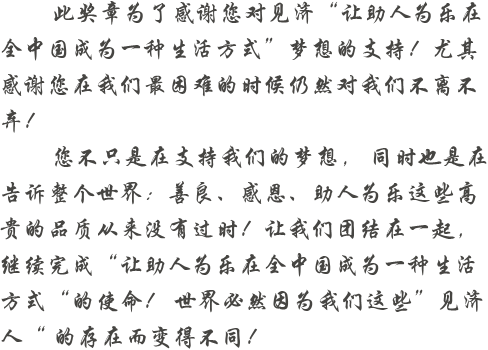 此奖章为了感谢您对见济“让助人为乐在
全中国成为一种生活方式”梦想的支持！尤其
感谢您在我们最困难的时候仍然对我们不离不
弃！
您不只是在支持我们的梦想，同时也是在
告诉整个世界：善良、感恩、助人为乐这些高
贵的品质从来没有过时！让我们团结在一起，
继续完成“让助人为乐在全中国成为一种生活
方式“的使命！世界必然因为我们这些”见济
人“的存在而变得不同！